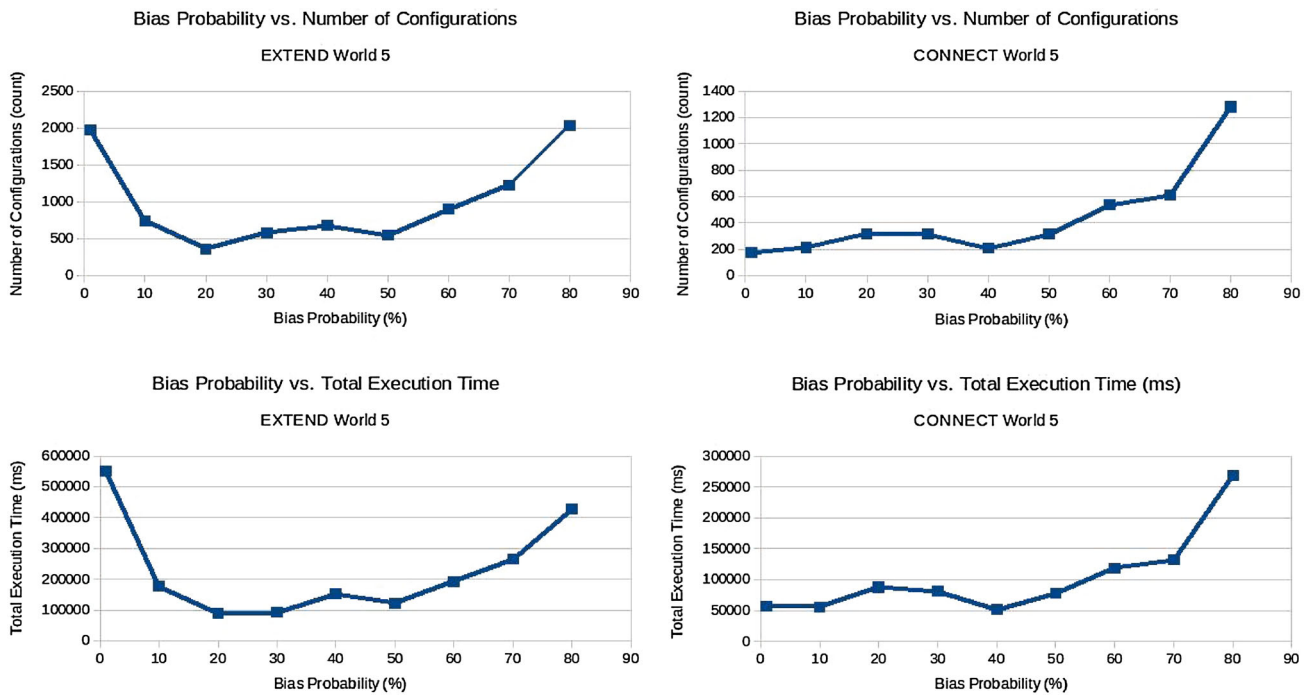 Bias Probability vs. Number of Configurations
EXTEND World 5
Number of Configurations (count)
2500
2000
1500
1000
500
0
0 10 20 30 40 50 60 70 80 90
Bias Probability (%)
Bias Probability vs. Number of Configurations
CONNECT World 5
Number of Configurations (count)
1400
1200
1000
800
600
400
200
0
0 10 20 30 40 50 60 70 80 90
Bias Probability (%)
Bias Probability vs. Total Execution Time
EXTEND World 5
Total Execution Time (ms)
600000
500000
400000
300000
200000
100000
0
0 10 20 30 40 50 60 70 80 90
Bias Probability (%)
Bias Probability vs. Total Execution Time (ms)
CONNECT World 5
Total Execution Time (ms)
300000
250000
200000
150000
100000
50000
0
0 10 20 30 40 50 60 70 80 90
Bias Probability (%)